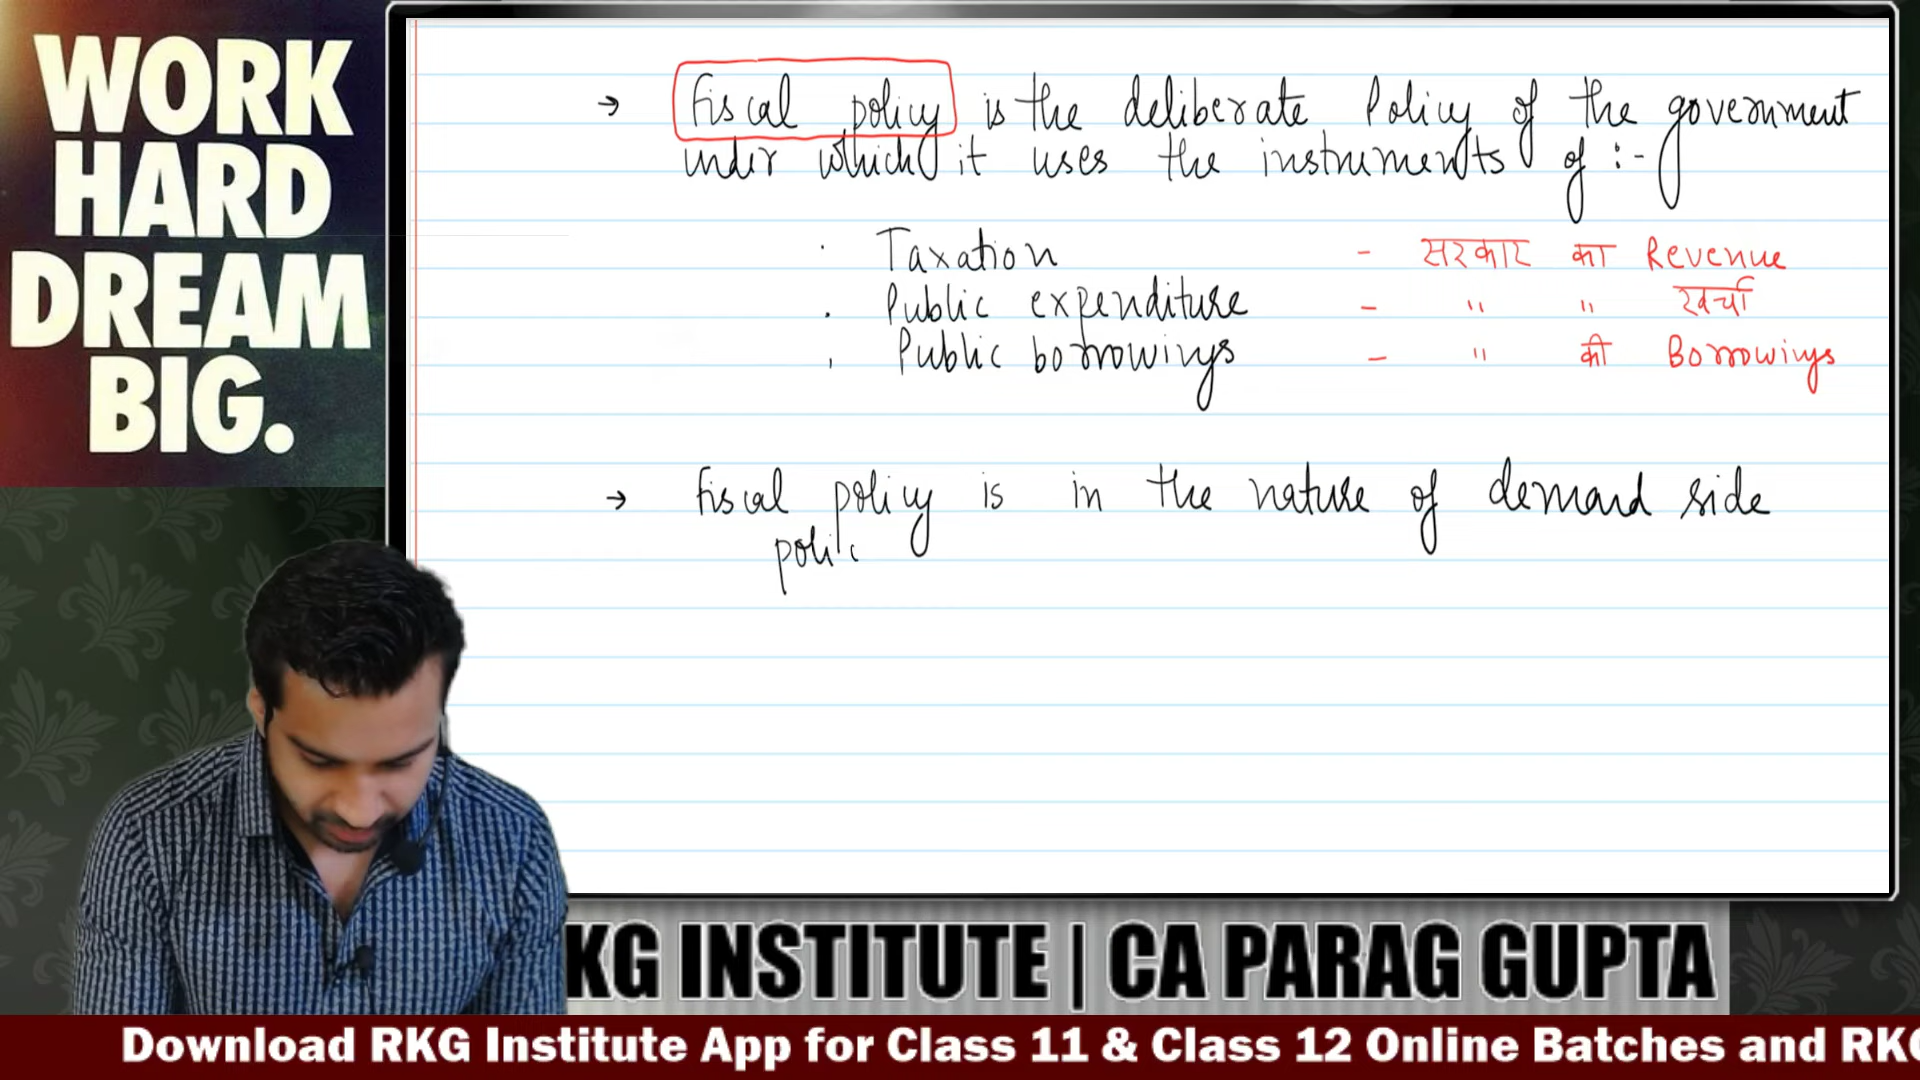 WORK
HARD
DREAM
BIG.
→ Fiscal policy is the deliberate Policy of the government
under which it uses the instruments of :-
· Taxation - सरकार का Revenue
· Public expenditure - " " खर्चा
· Public borrowings - " की Borrowings
→ Fiscal policy is in the nature of demand side
polic
KG INSTITUTE | CA PARAG GUPTA
Download RKG Institute App for Class 11 & Class 12 Online Batches and RKG